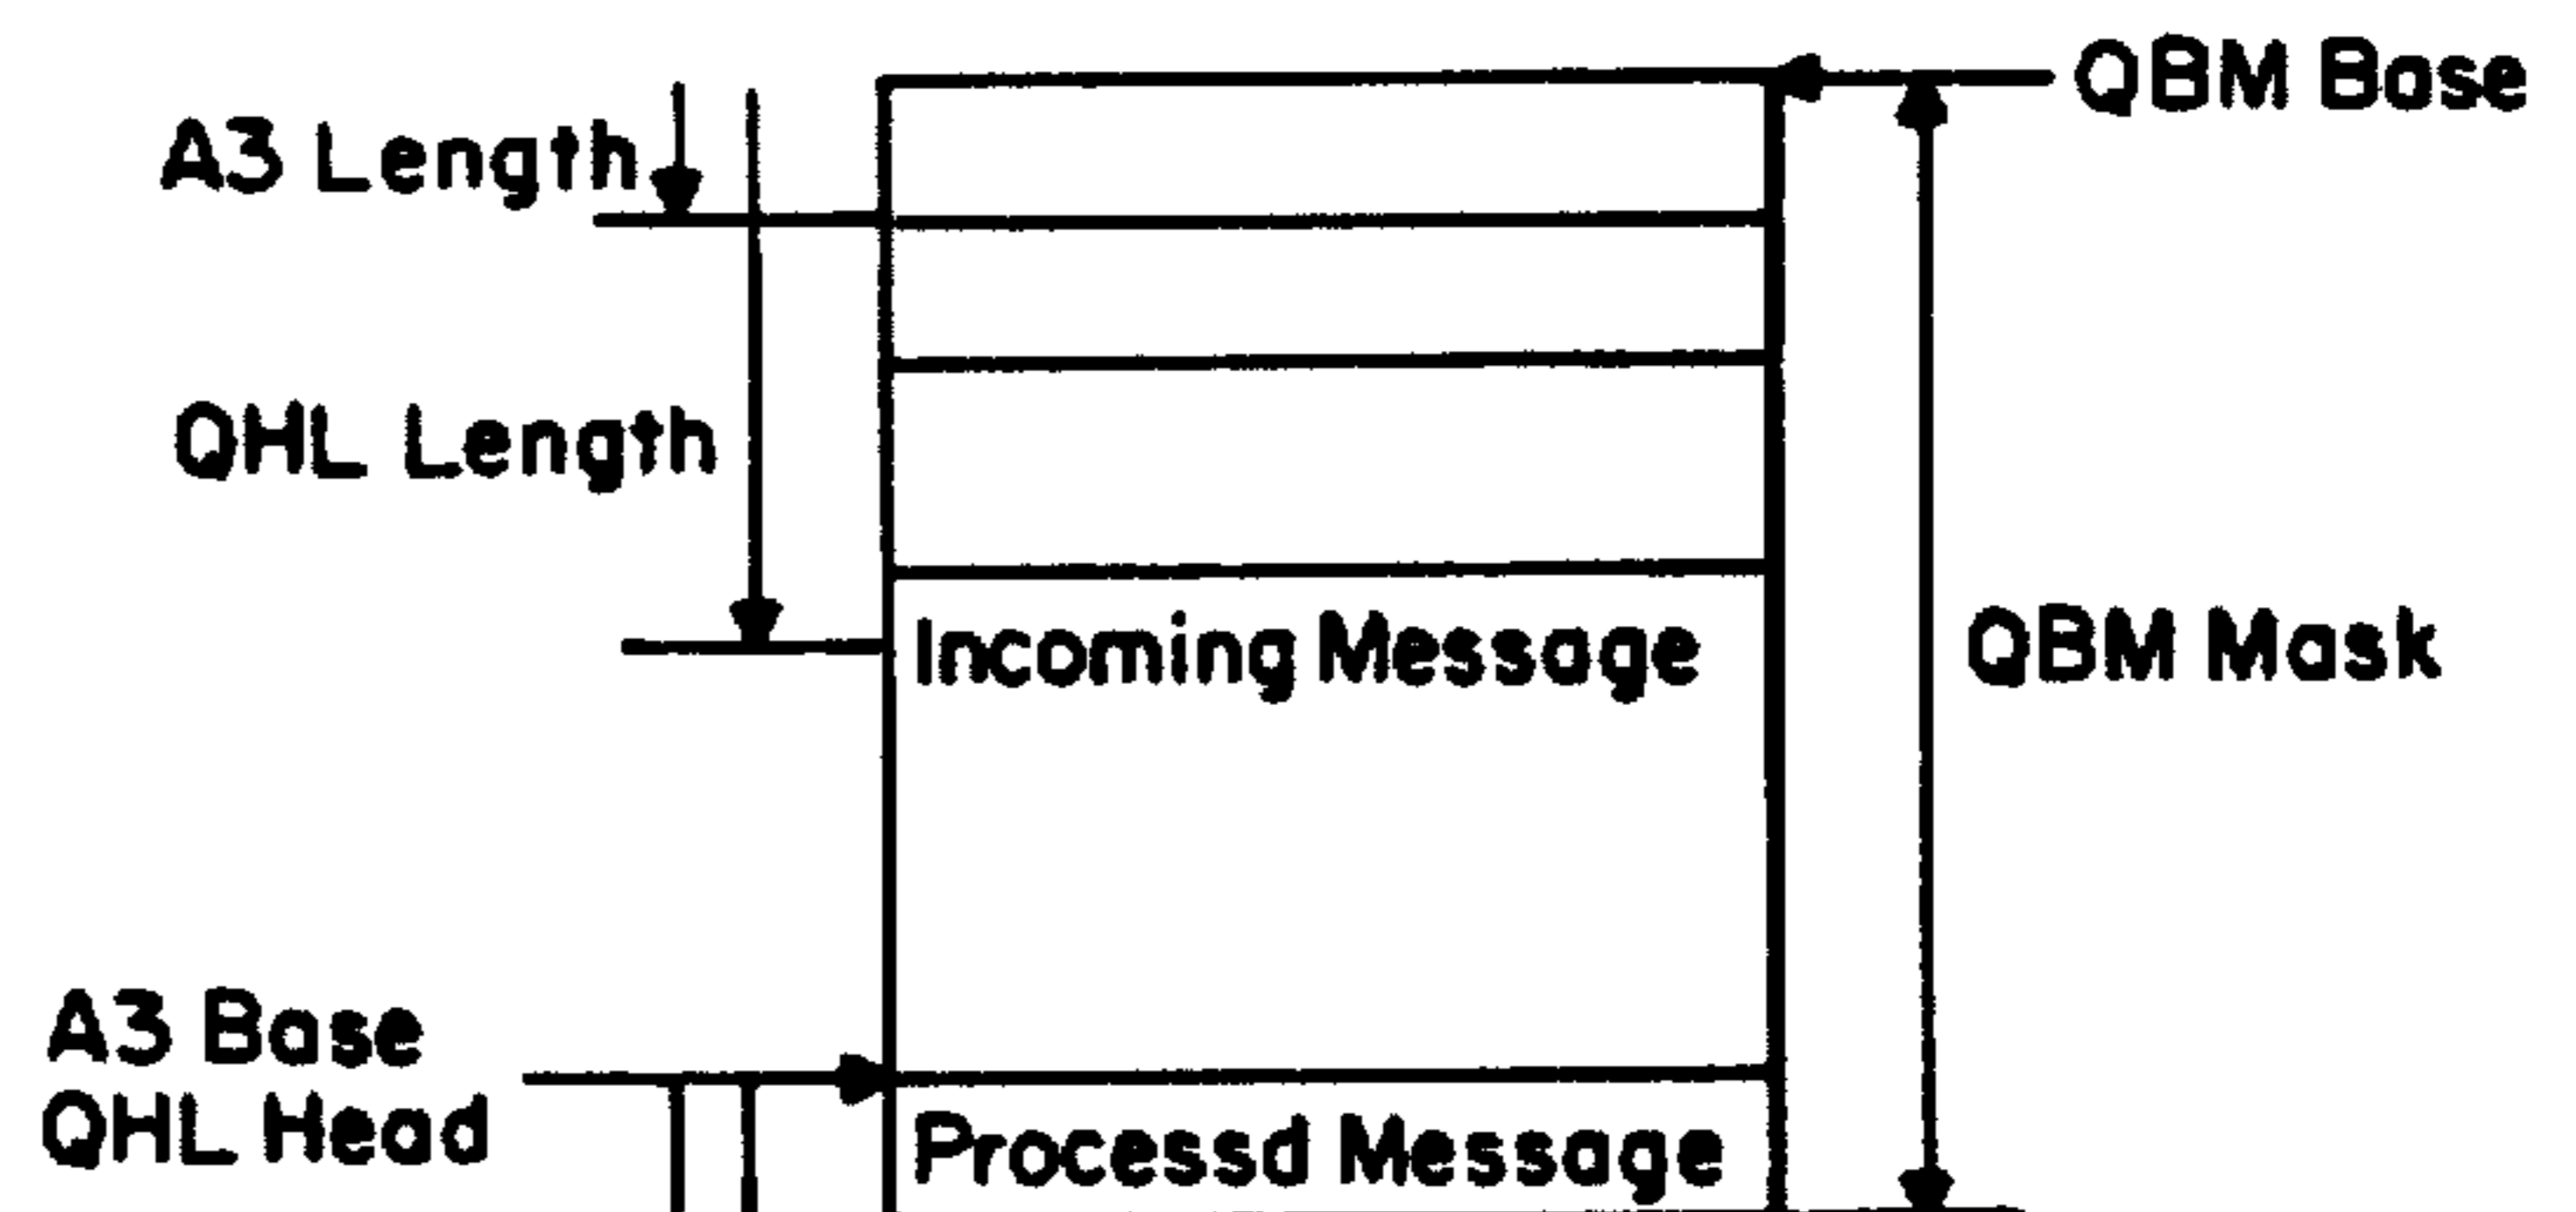 QBM Base
A3 Length
QHL Length
Incoming Message
QBM Mask
A3 Base
QHL Head
Processd Message